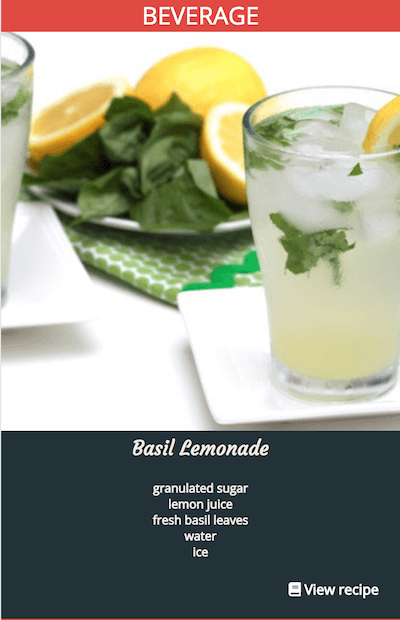 BEVERAGE
Basil Lemonade
granulated sugar
lemon juice
fresh basil leaves
water
ice
View recipe